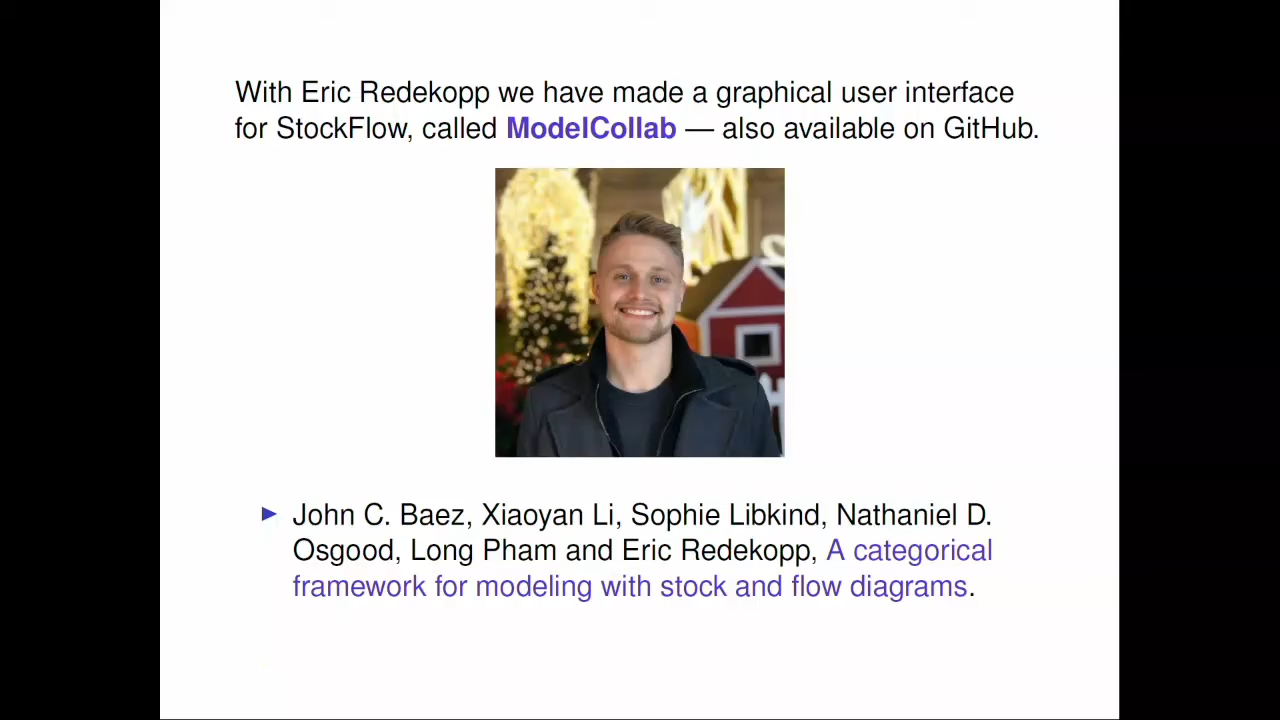 With Eric Redekopp we have made a graphical user interface
for StockFlow, called ModelCollab — also available on GitHub.
▶ John C. Baez, Xiaoyan Li, Sophie Libkind, Nathaniel D.
Osgood, Long Pham and Eric Redekopp, A categorical
framework for modeling with stock and flow diagrams.